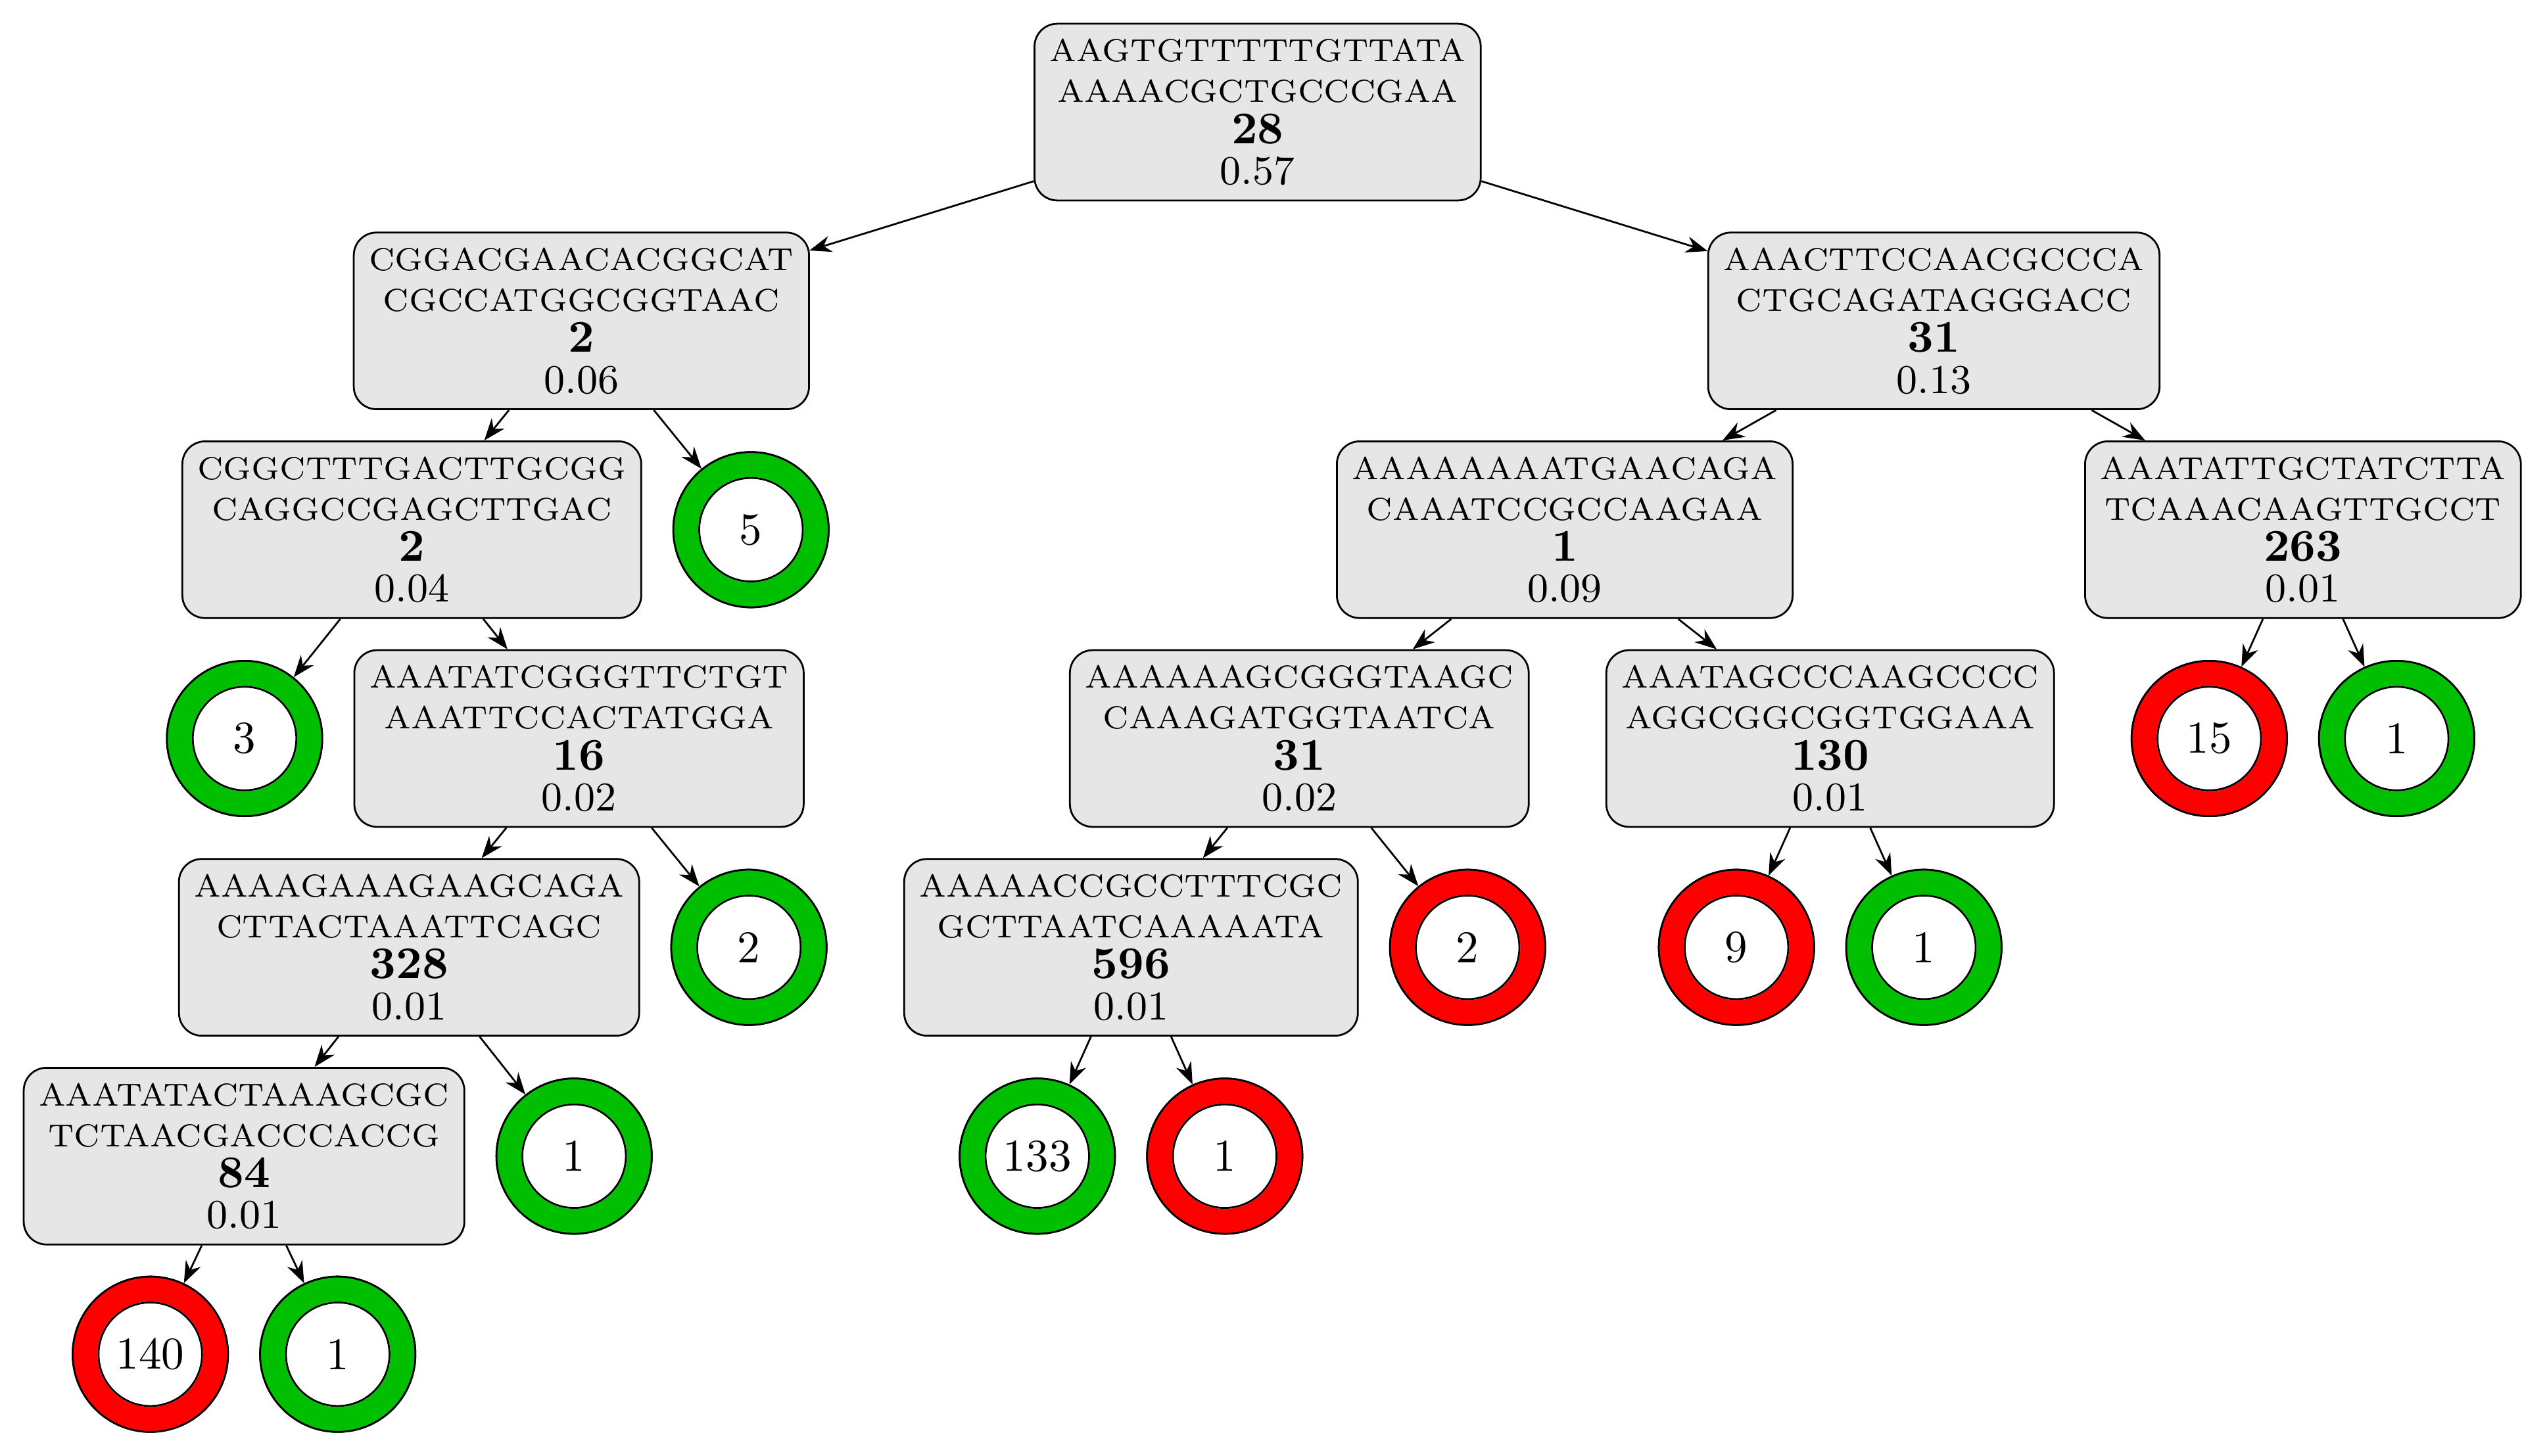 AAGTGTTTTTGTTATA
AAAACGCTGCCCGAA
28
0.57
CGGACGAACACGGCAT
CGCCATGGCGGTAAC
2
0.06
AAACTTCCAACGCCCA
CTGCAGATAGGGACC
31
0.13
CGGCTTTGACTTGCGG
CAGGCCGAGCTTGAC
2
0.04
5
AAAAAAAATGAACAGA
CAAATCCGCCAAGAA
1
0.09
AAATATTGCTATCTTA
TCAAACAAGTTGCCT
263
0.01
3
AAATATCGGGTTCTGT
AAATTCCACTATGGA
16
0.02
AAAAAAGCGGGTAAGC
CAAAGATGGTAATCA
31
0.02
AAATAGCCCAAGCCCC
AGGCGGCGGTGGAAA
130
0.01
15
1
AAAAGAAAGAAGCAGA
CTTACTAAATTCAGC
328
0.01
2
AAAAACCGCCTTTCGC
GCTTAATCAAAAATA
596
0.01
2
9
1
AAATATACTAAAGCGC
TCTAACGACCCACCG
84
0.01
1
133
1
140
1